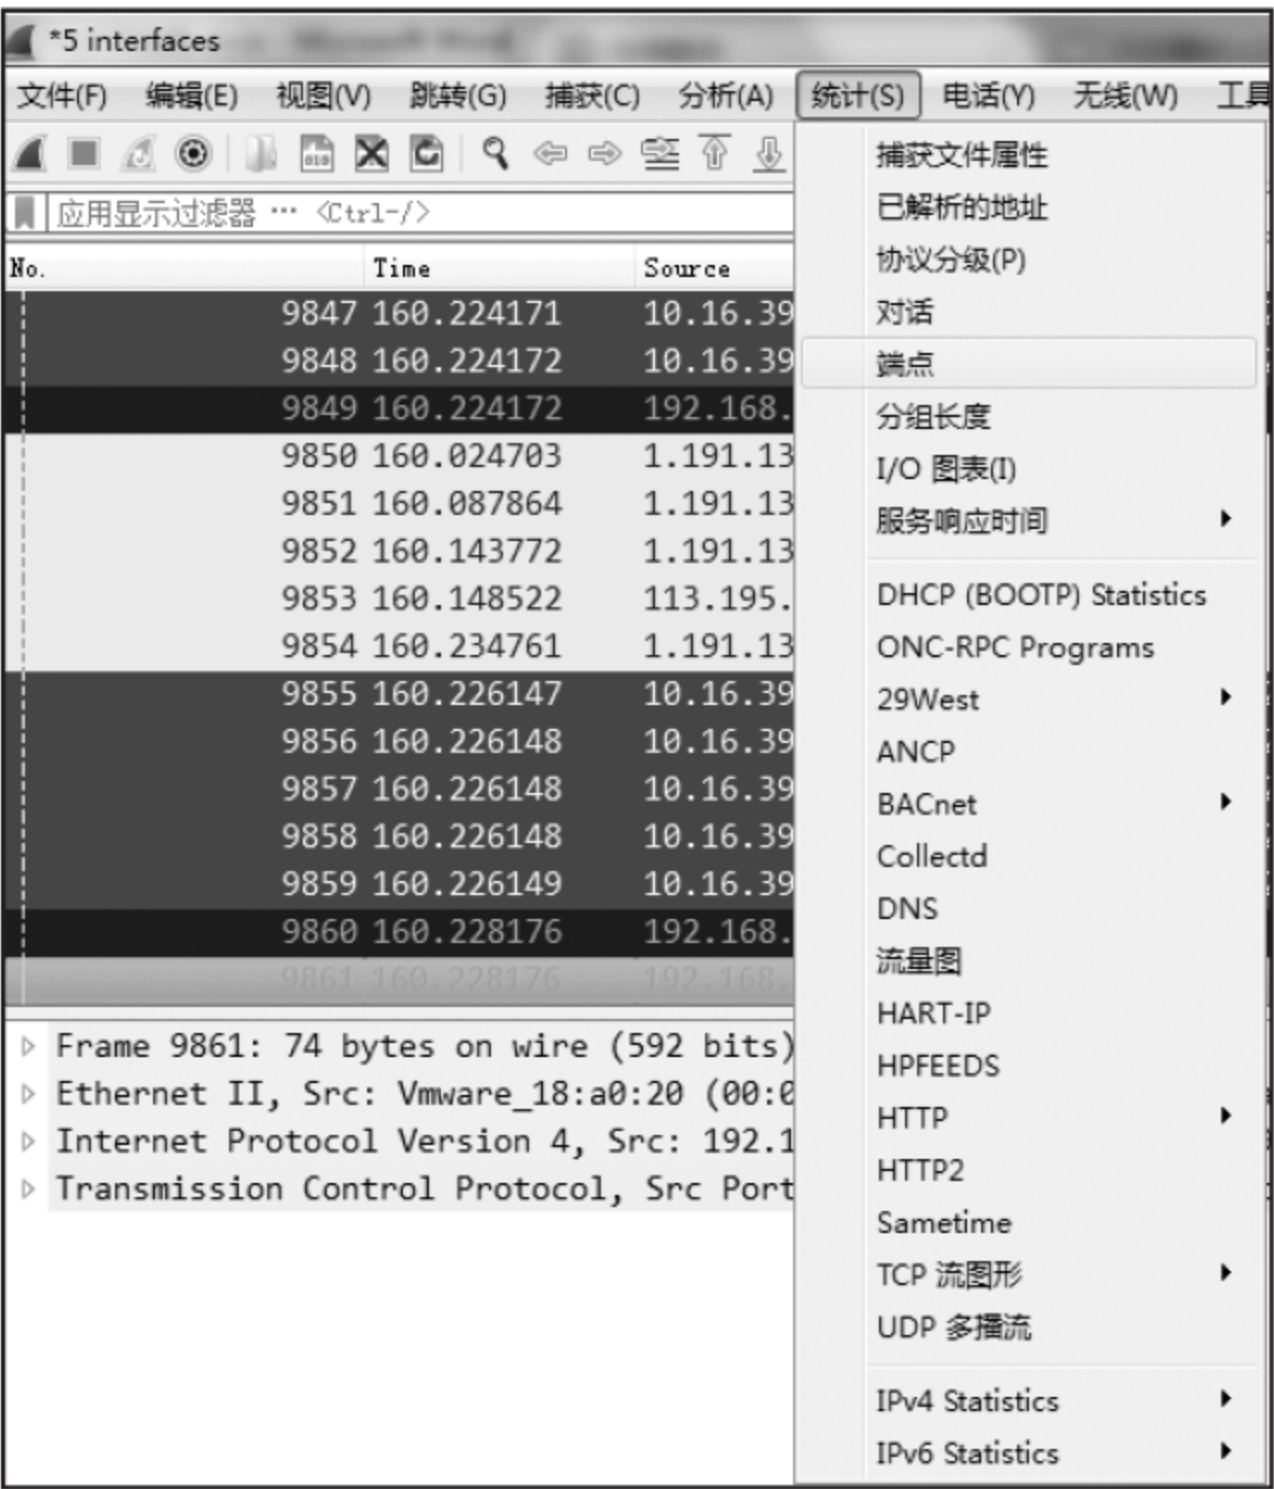 *5 interfaces
文件(F) 编辑(E) 视图(V) 跳转(G) 捕获(C) 分析(A) 统计(S) 电话(Y) 无线(W) 工具
应用显示过滤器 … <Ctrl-/>
No. Time Source
9847 160.224171 10.16.39
9848 160.224172 10.16.39
9849 160.224172 192.168.
9850 160.024703 1.191.13
9851 160.087864 1.191.13
9852 160.143772 1.191.13
9853 160.148522 113.195.
9854 160.234761 1.191.13
9855 160.226147 10.16.39
9856 160.226148 10.16.39
9857 160.226148 10.16.39
9858 160.226148 10.16.39
9859 160.226149 10.16.39
9860 160.228176 192.168.
9861 160.228176 192.168.
Frame 9861: 74 bytes on wire (592 bits)
Ethernet II, Src: Vmware_18:a0:20 (00:0
Internet Protocol Version 4, Src: 192.1
Transmission Control Protocol, Src Port
捕获文件属性
已解析的地址
协议分级(P)
对话
端点
分组长度
I/O 图表(I)
服务响应时间
DHCP (BOOTP) Statistics
ONC-RPC Programs
29West
ANCP
BACnet
Collectd
DNS
流量图
HART-IP
HPFEEDS
HTTP
HTTP2
Sametime
TCP 流图形
UDP 多播流
IPv4 Statistics
IPv6 Statistics